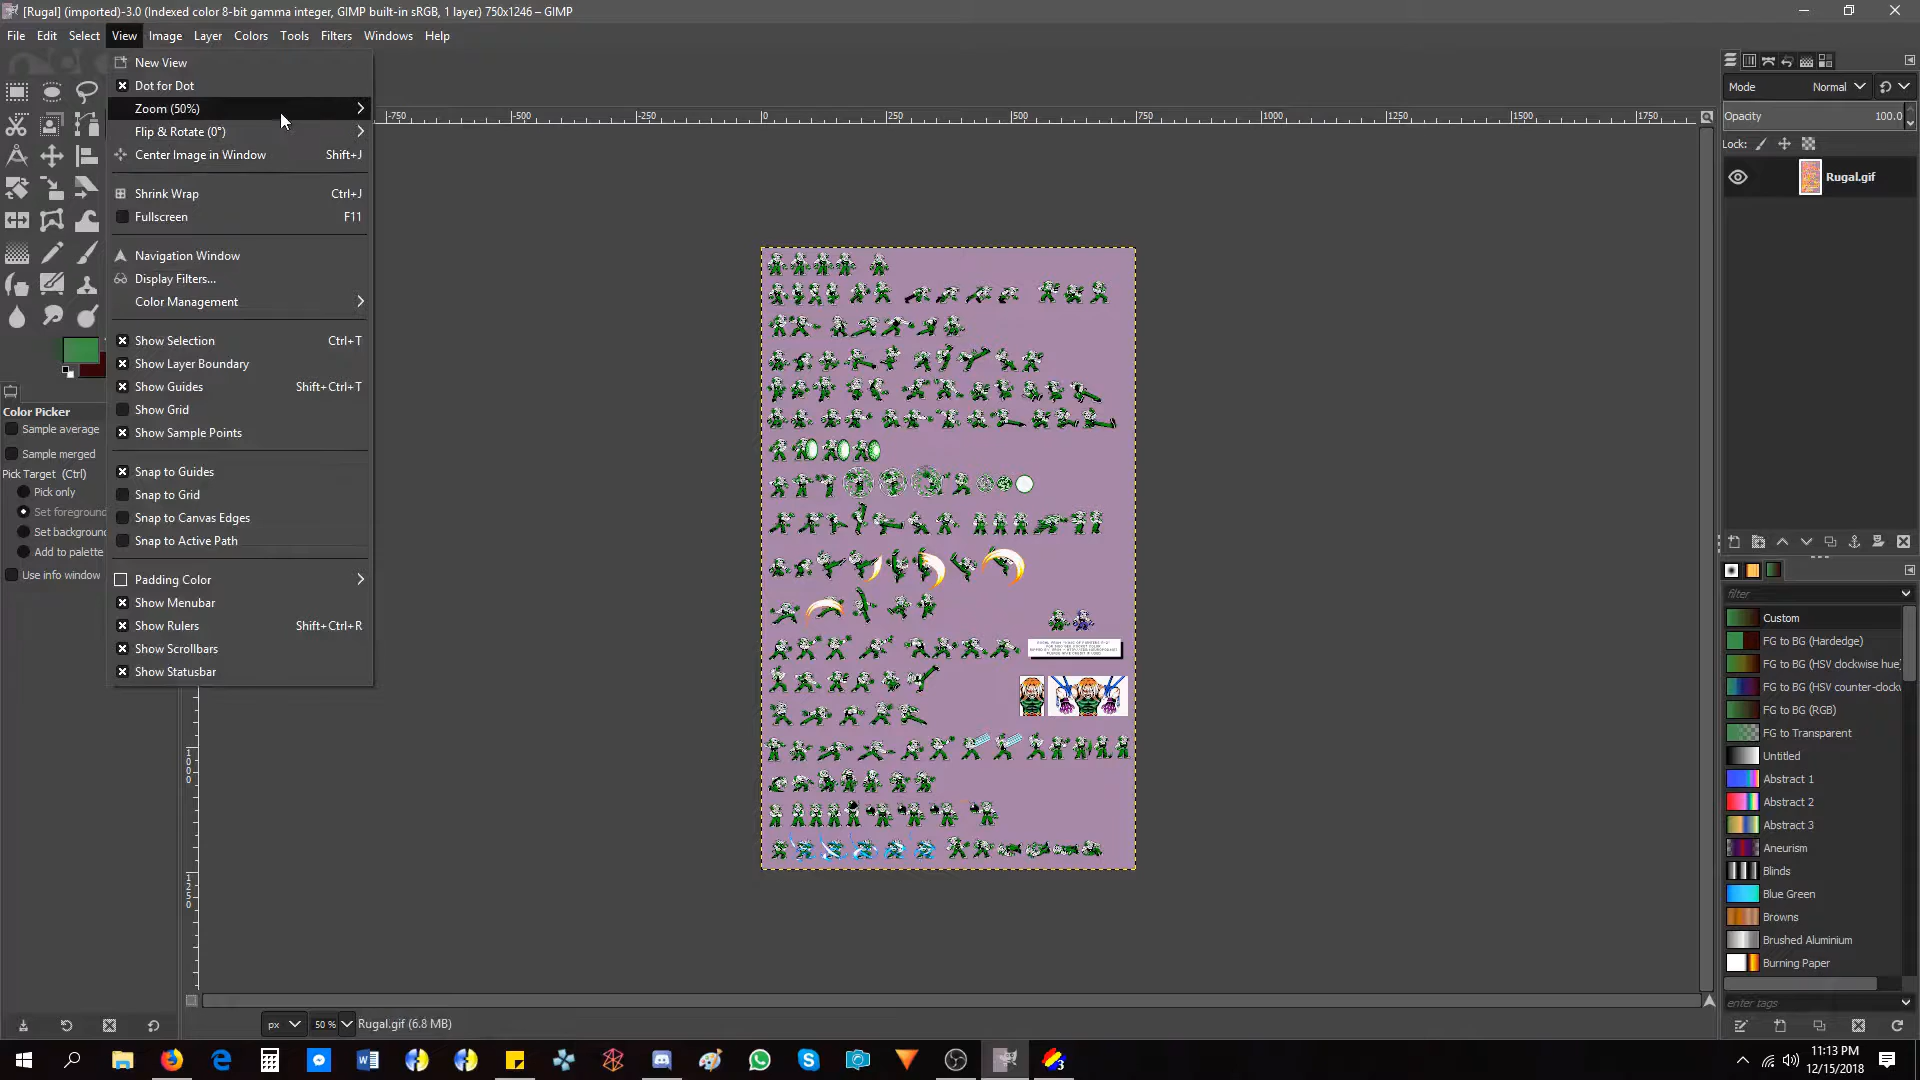 [Rugal] (imported)-3.0 (Indexed color 8-bit gamma integer, GIMP built-in sRGB, 1 layer) 750x1246 – GIMP
File Edit Select View Image Layer Colors Tools Filters Windows Help
New View
Dot for Dot
Zoom (50%)
Flip & Rotate (0°)
Center Image in Window Shift+J
Shrink Wrap Ctrl+J
Fullscreen F11
Navigation Window
Display Filters...
Color Management
Show Selection Ctrl+T
Show Layer Boundary
Show Guides Shift+Ctrl+T
Show Grid
Show Sample Points
Snap to Guides
Snap to Grid
Snap to Canvas Edges
Snap to Active Path
Padding Color
Show Menubar
Show Rulers Shift+Ctrl+R
Show Scrollbars
Show Statusbar
Color Picker
Sample average
Sample merged
Pick Target (Ctrl)
Pick only
Set foreground
Set background
Add to palette
Use info window
-750 -500 -250 0 250 500 750 1000 1250 1500 1750
1000
1250
px 50 % Rugal.gif (6.8 MB)
Mode Normal
Opacity 100.0
Lock:
Rugal.gif
filter
Custom
FG to BG (Hardedge)
FG to BG (HSV clockwise hue)
FG to BG (HSV counter-clockw
FG to BG (RGB)
FG to Transparent
Untitled
Abstract 1
Abstract 2
Abstract 3
Aneurism
Blinds
Blue Green
Browns
Brushed Aluminium
Burning Paper
enter tags
11:13 PM
12/15/2018